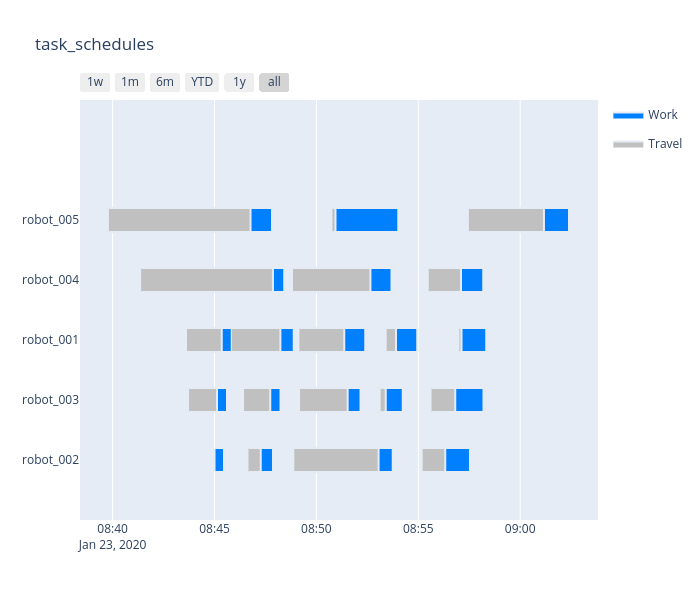 task_schedules
1w 1m 6m YTD 1y all
Work
Travel
robot_005
robot_004
robot_001
robot_003
robot_002
08:40 08:45 08:50 08:55 09:00
Jan 23, 2020